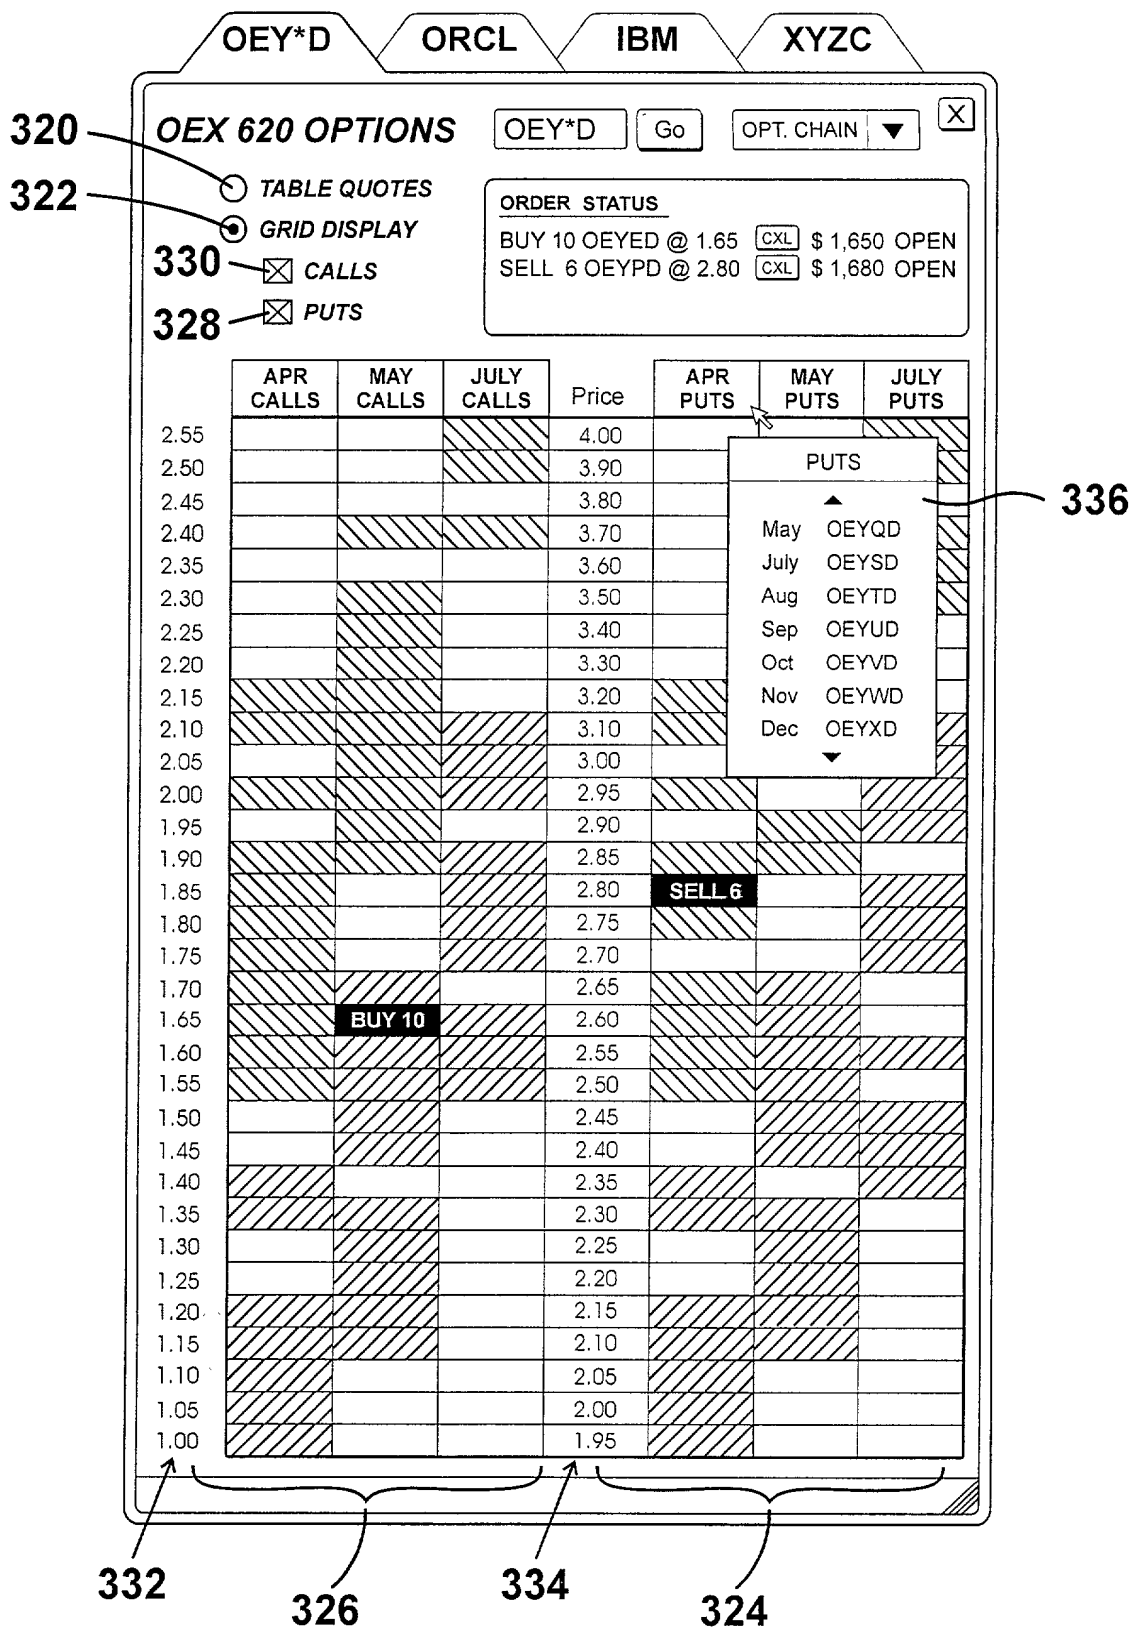 OEY*D ORCL IBM XYZC
OEX 620 OPTIONS OEY*D Go OPT. CHAIN X
320
TABLE QUOTES
322
GRID DISPLAY
330 CALLS
328 PUTS
ORDER STATUS
BUY 10 OEYED @ 1.65 CXL $ 1,650 OPEN
SELL 6 OEYPD @ 2.80 CXL $ 1,680 OPEN
APR CALLS MAY CALLS JULY CALLS Price APR PUTS MAY PUTS JULY PUTS
2.55 4.00
2.50 3.90
2.45 3.80
2.40 3.70
2.35 3.60
2.30 3.50
2.25 3.40
2.20 3.30
2.15 3.20
2.10 3.10
2.05 3.00
2.00 2.95
1.95 2.90
1.90 2.85
1.85 2.80 SELL 6
1.80 2.75
1.75 2.70
1.70 2.65
1.65 BUY 10 2.60
1.60 2.55
1.55 2.50
1.50 2.45
1.45 2.40
1.40 2.35
1.35 2.30
1.30 2.25
1.25 2.20
1.20 2.15
1.15 2.10
1.10 2.05
1.05 2.00
1.00 1.95
PUTS
May OEYQD
July OEYSD
Aug OEYTD
Sep OEYUD
Oct OEYVD
Nov OEYWD
Dec OEYXD
336
332 326 334 324